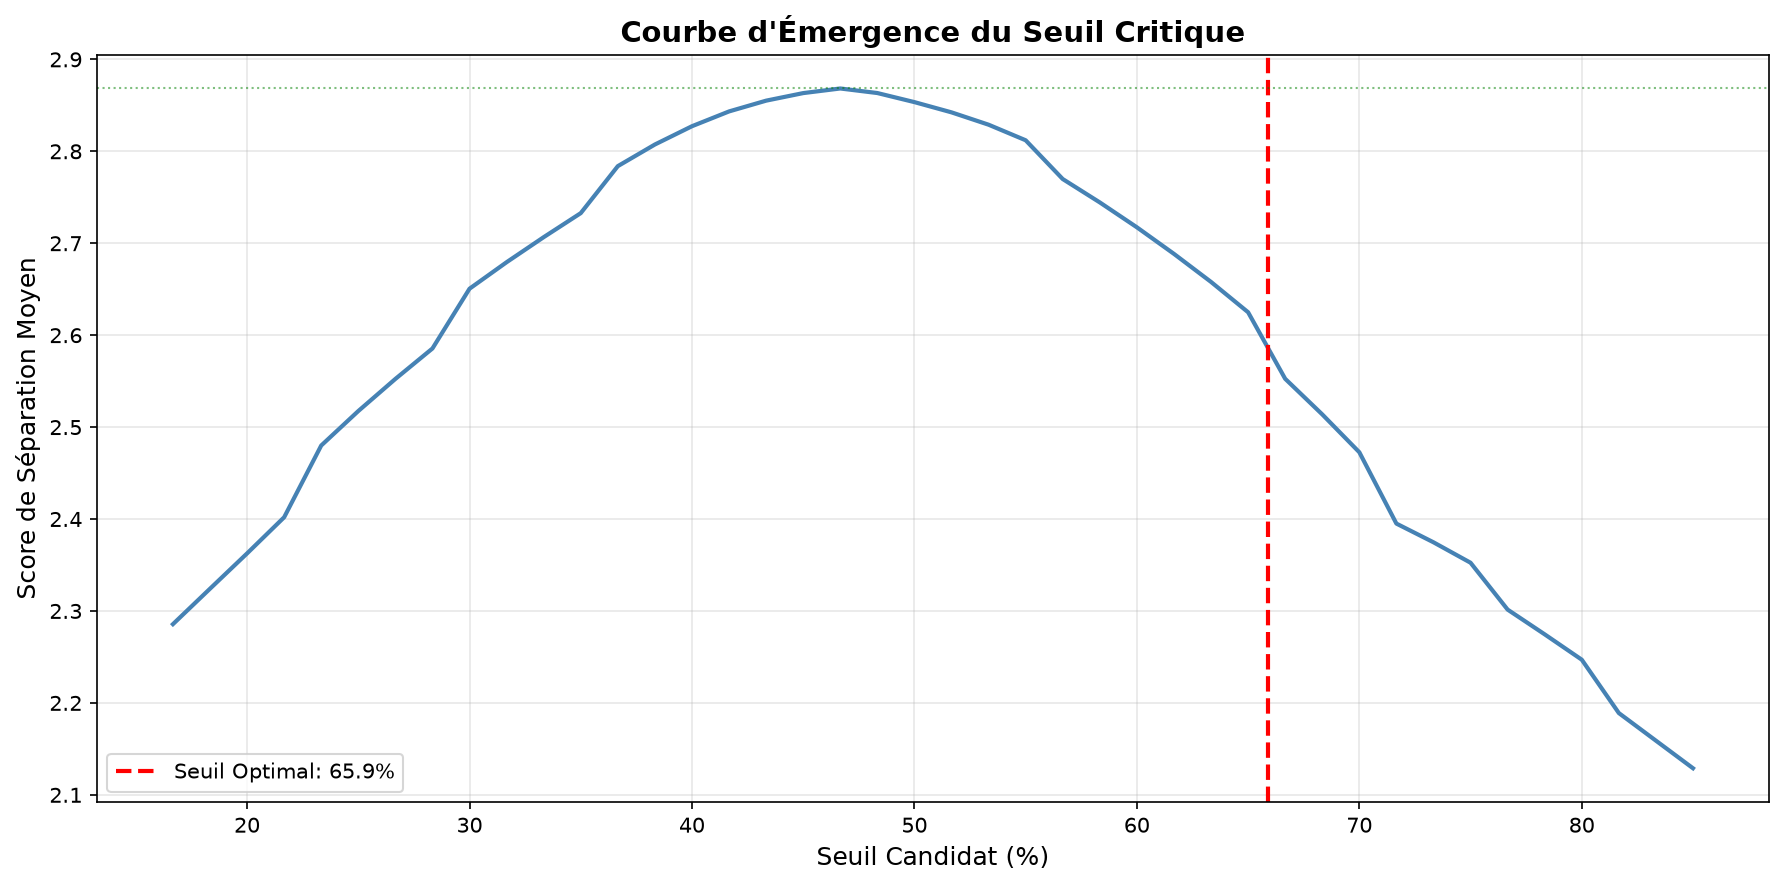 Courbe d'Émergence du Seuil Critique
Score de Séparation Moyen
2.9
2.8
2.7
2.6
2.5
2.4
2.3
2.2
2.1
Seuil Optimal: 65.9%
20 30 40 50 60 70 80
Seuil Candidat (%)